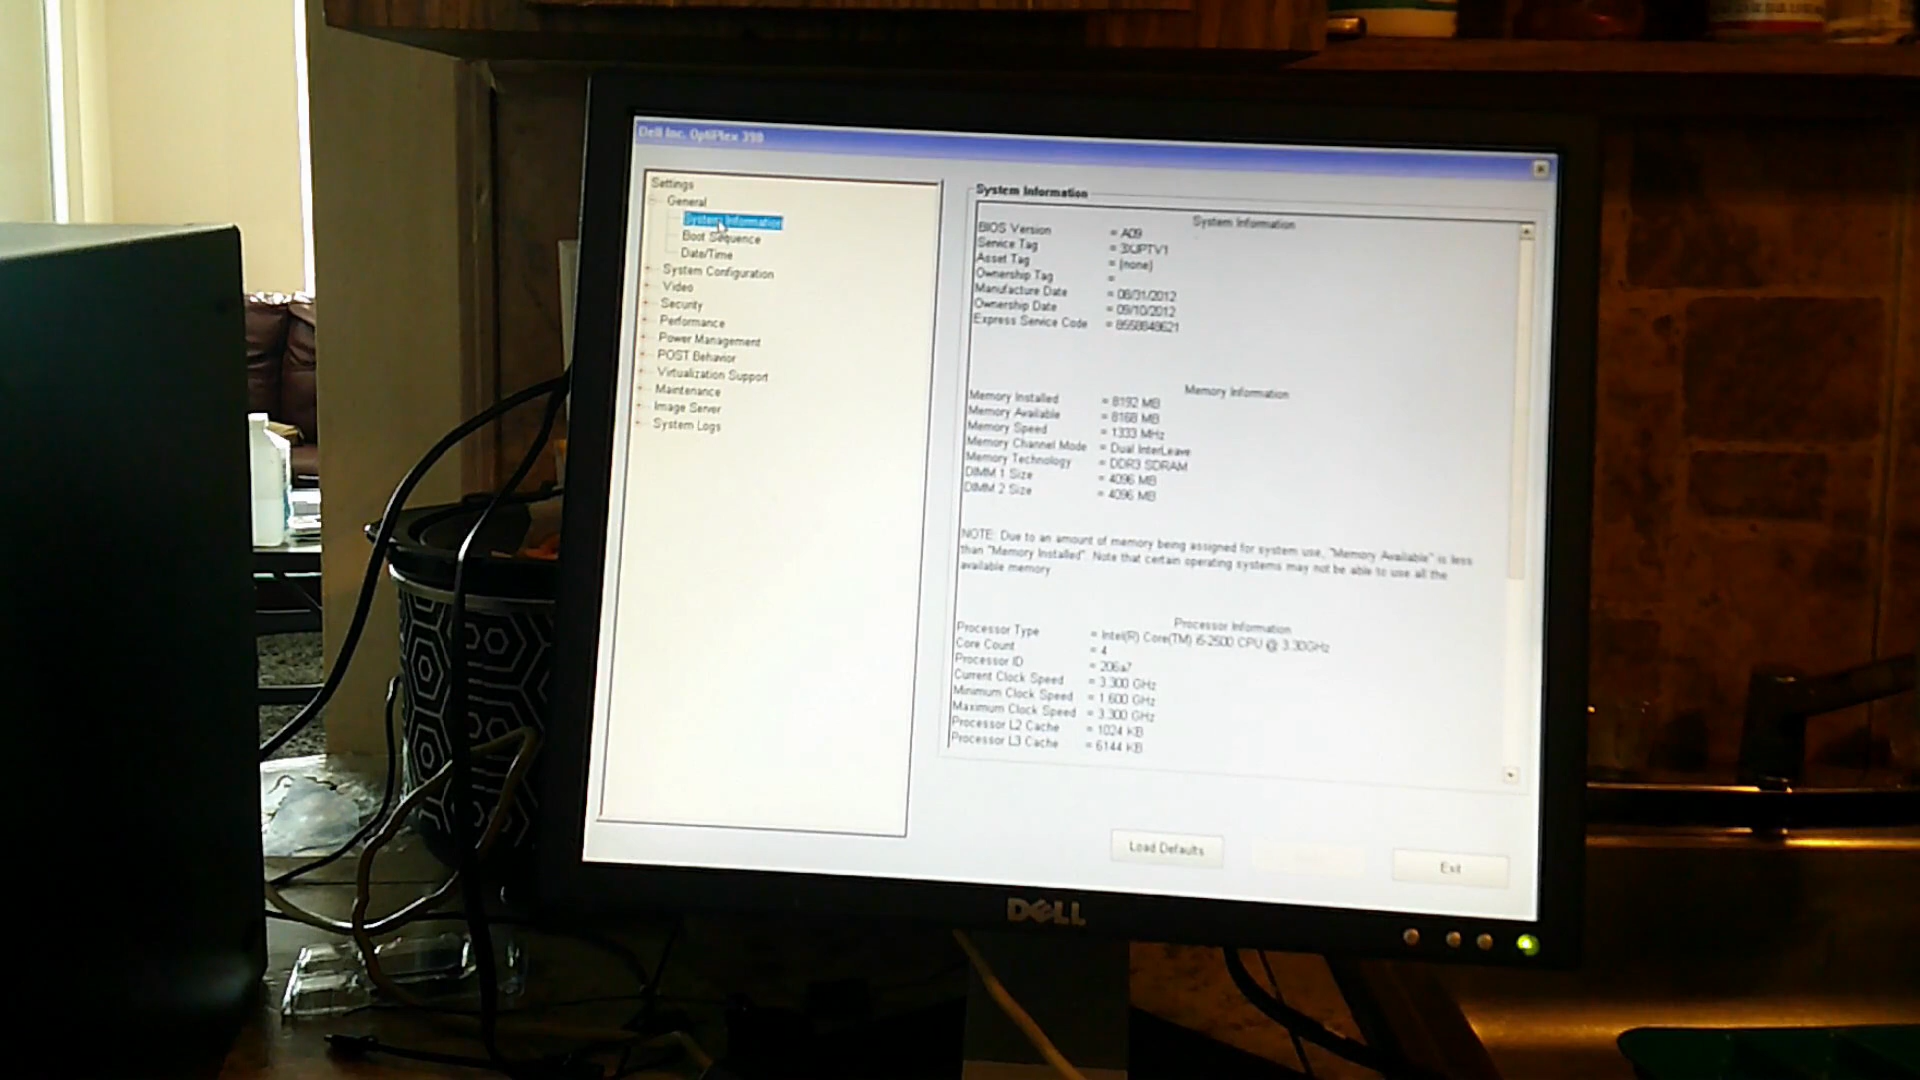 Dell Inc. OptiPlex 390
Settings
General
System Information
Boot Sequence
Date/Time
System Configuration
Video
Security
Performance
Power Management
POST Behavior
Virtualization Support
Maintenance
Image Server
System Logs
System Information
System Information
BIOS Version = A09
Service Tag = 3XJPTV1
Asset Tag = (none)
Ownership Tag =
Manufacture Date = 08/31/2012
Ownership Date = 09/10/2012
Express Service Code = 8558848621
Memory Information
Memory Installed = 8192 MB
Memory Available = 8168 MB
Memory Speed = 1333 MHz
Memory Channel Mode = Dual InterLeave
Memory Technology = DDR3 SDRAM
DIMM 1 Size = 4096 MB
DIMM 2 Size = 4096 MB
NOTE: Due to an amount of memory being assigned for system use, "Memory Available" is less
than "Memory Installed". Note that certain operating systems may not be able to use all the
available memory
Processor Information
Processor Type = Intel(R) Core(TM) i5-2500 CPU @ 3.30GHz
Core Count = 4
Processor ID = 206a7
Current Clock Speed = 3.300 GHz
Minimum Clock Speed = 1.600 GHz
Maximum Clock Speed = 3.300 GHz
Processor L2 Cache = 1024 KB
Processor L3 Cache = 6144 KB
Load Defaults
Exit
DELL